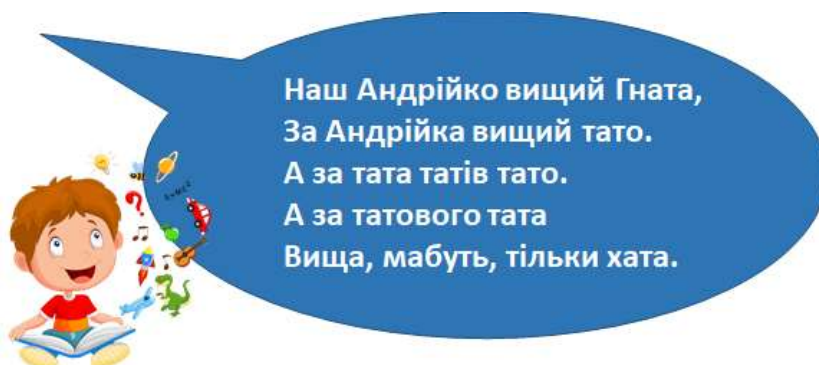 Наш Андрійко вищий Гната,
За Андрійка вищий тато.
А за тата татів тато.
А за татового тата
Вища, мабуть, тільки хата.